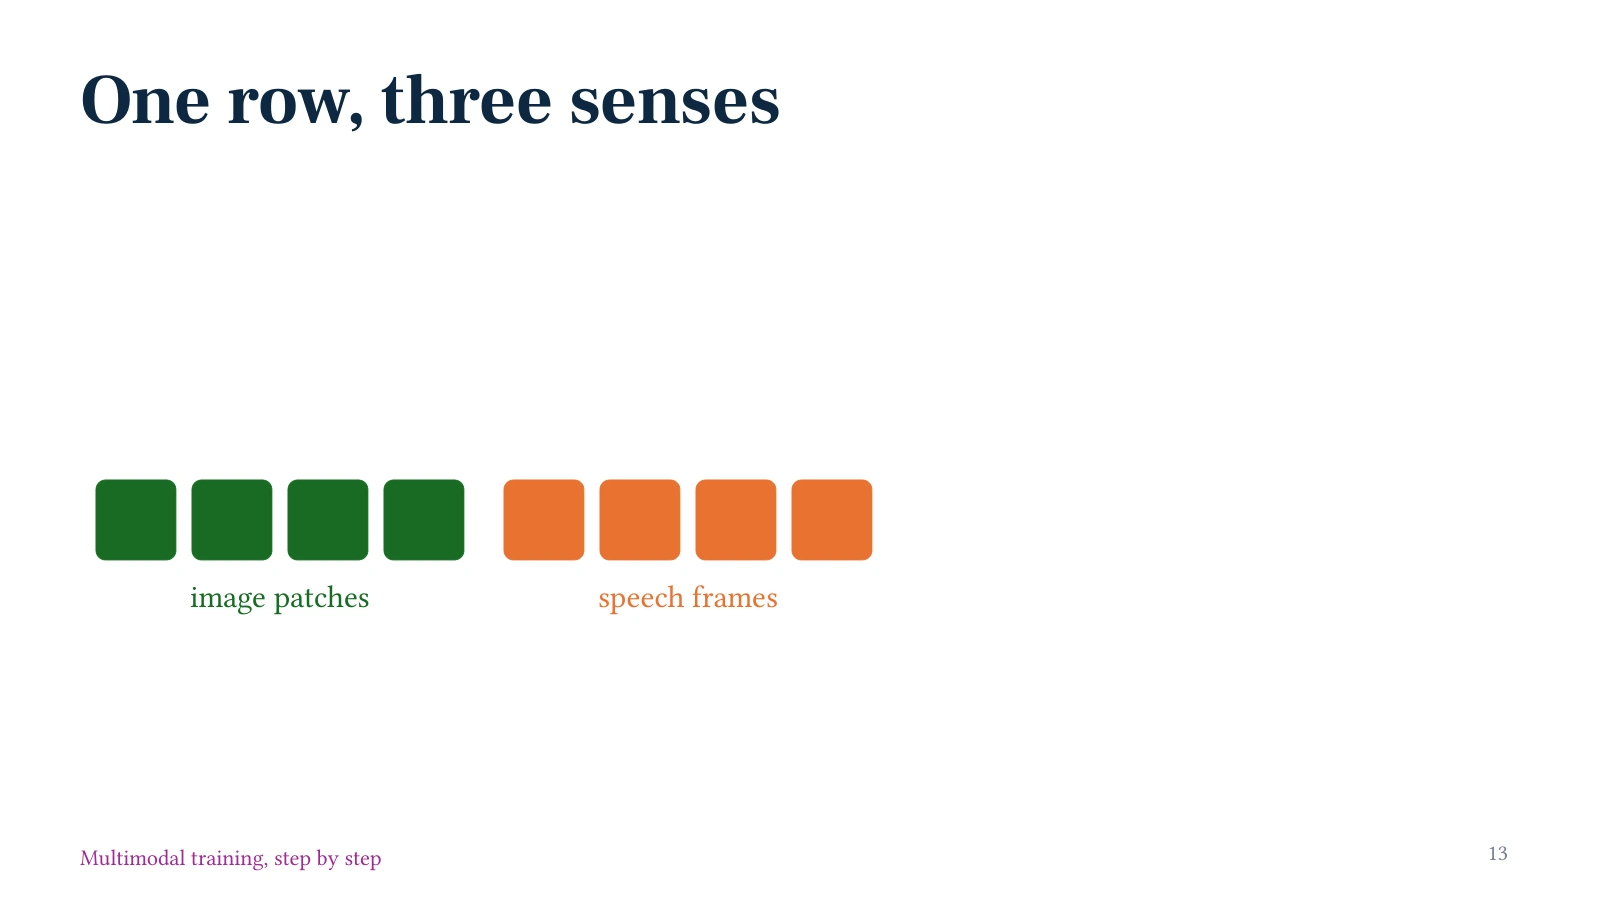 One row, three senses
image patches
speech frames
Multimodal training, step by step
13